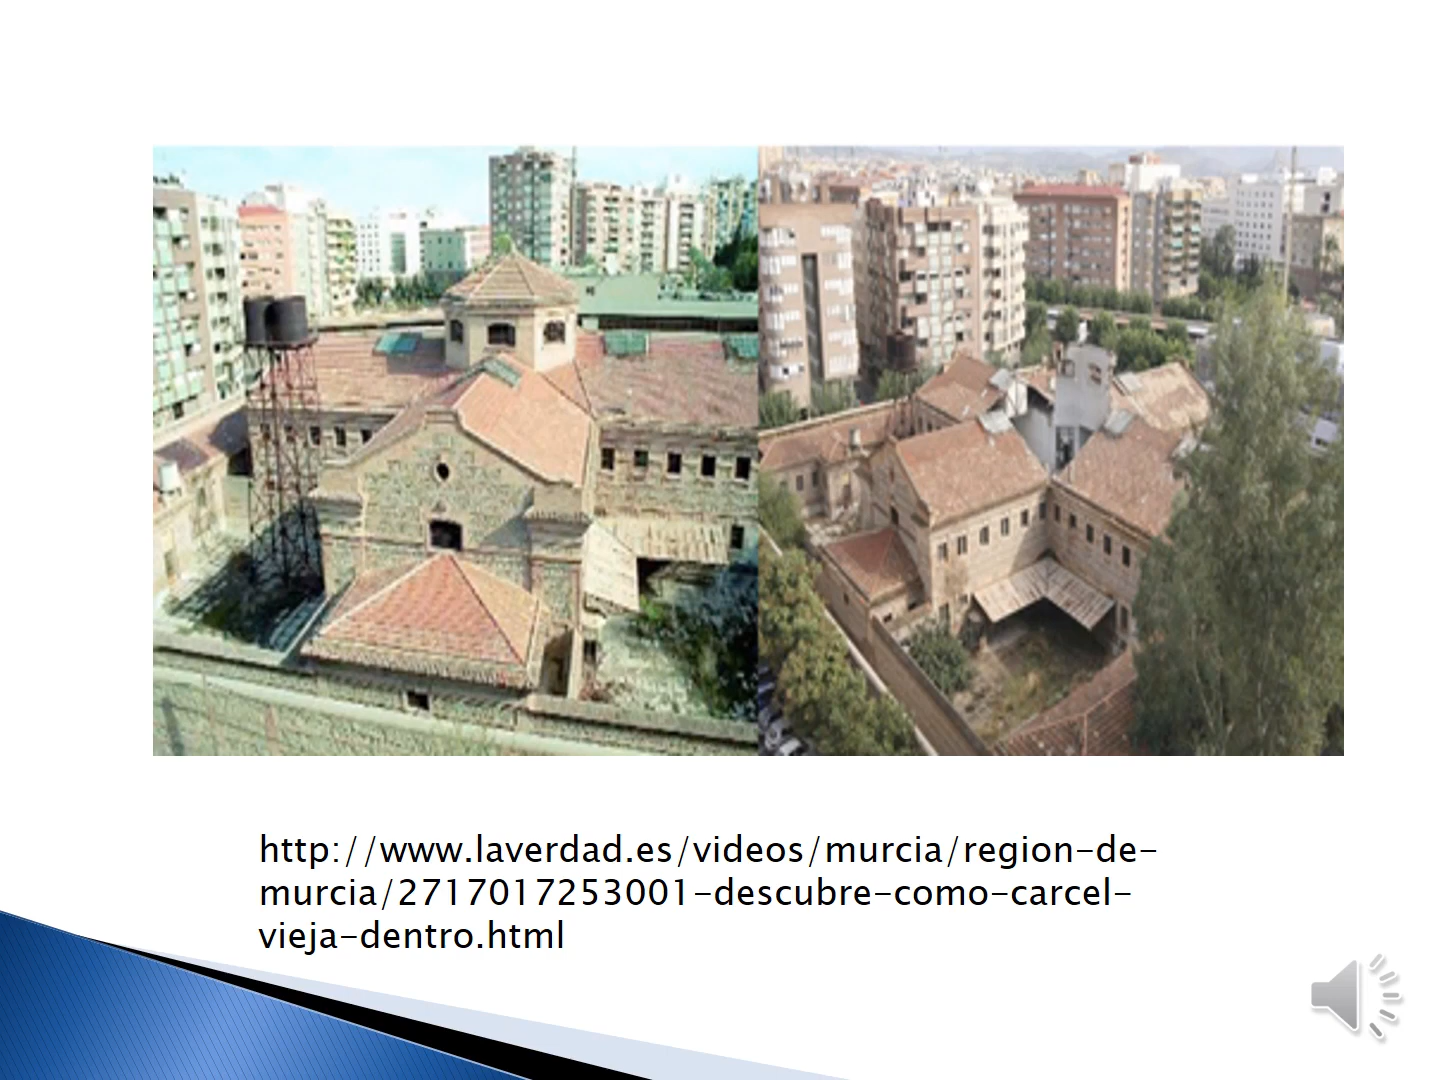 http://www.laverdad.es/videos/murcia/region-de-
murcia/2717017253001-descubre-como-carcel-
vieja-dentro.html